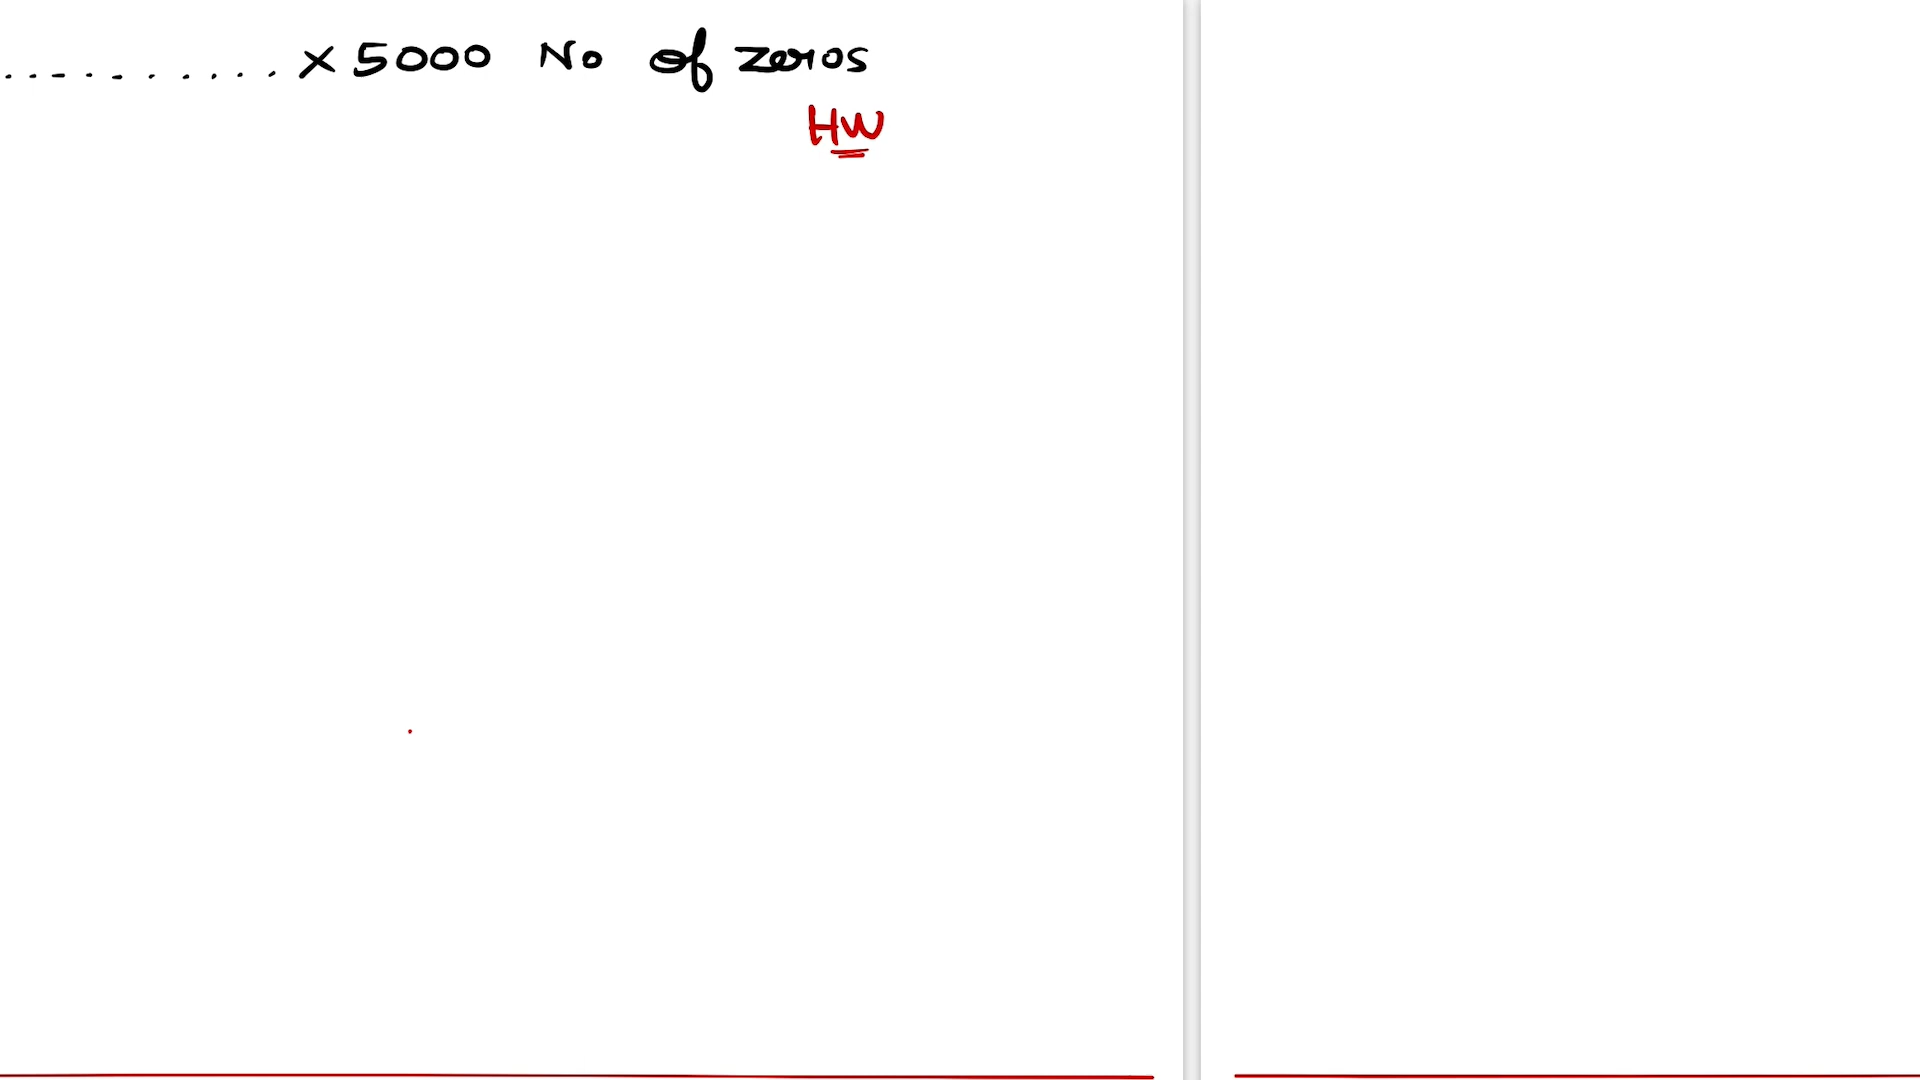 ............ × 5000 No of zeros
HW